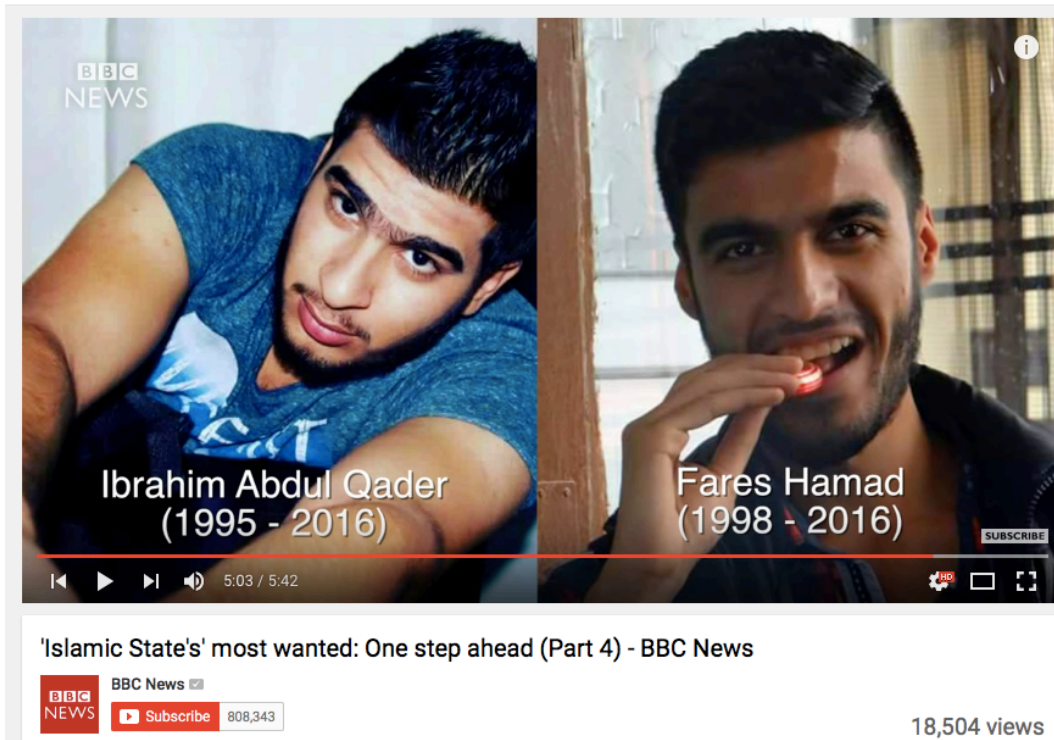 BBC
NEWS
Ibrahim Abdul Qader
(1995 - 2016)
Fares Hamad
(1998 - 2016)
SUBSCRIBE
5:03 / 5:42
HD
'Islamic State's' most wanted: One step ahead (Part 4) - BBC News
BBC
NEWS
BBC News
Subscribe 808,343
18,504 views